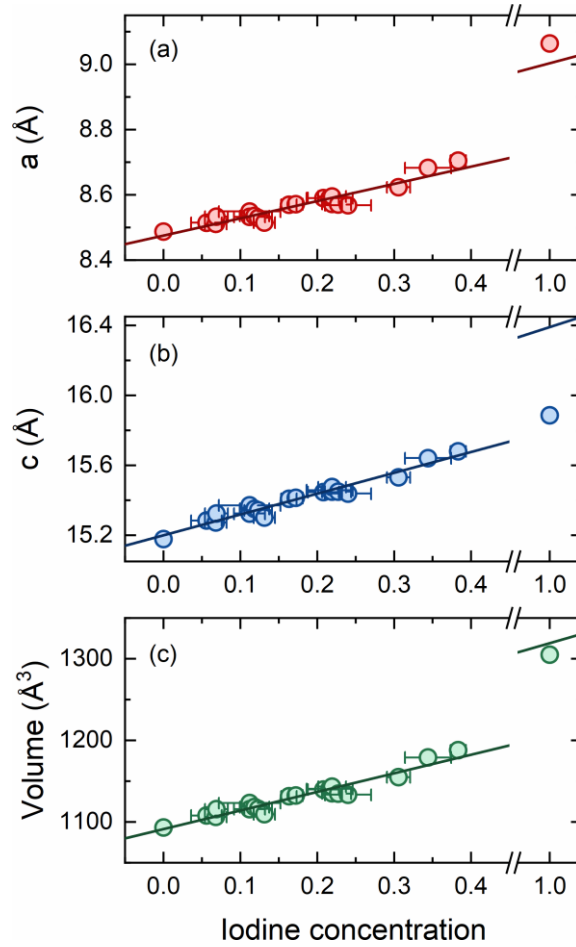 (a)
a (Å)
9.0
8.8
8.6
8.4
0.0 0.1 0.2 0.3 0.4 1.0
(b)
c (Å)
16.4
16.0
15.6
15.2
0.0 0.1 0.2 0.3 0.4 1.0
(c)
Volume (Å³)
1300
1200
1100
0.0 0.1 0.2 0.3 0.4 1.0
Iodine concentration